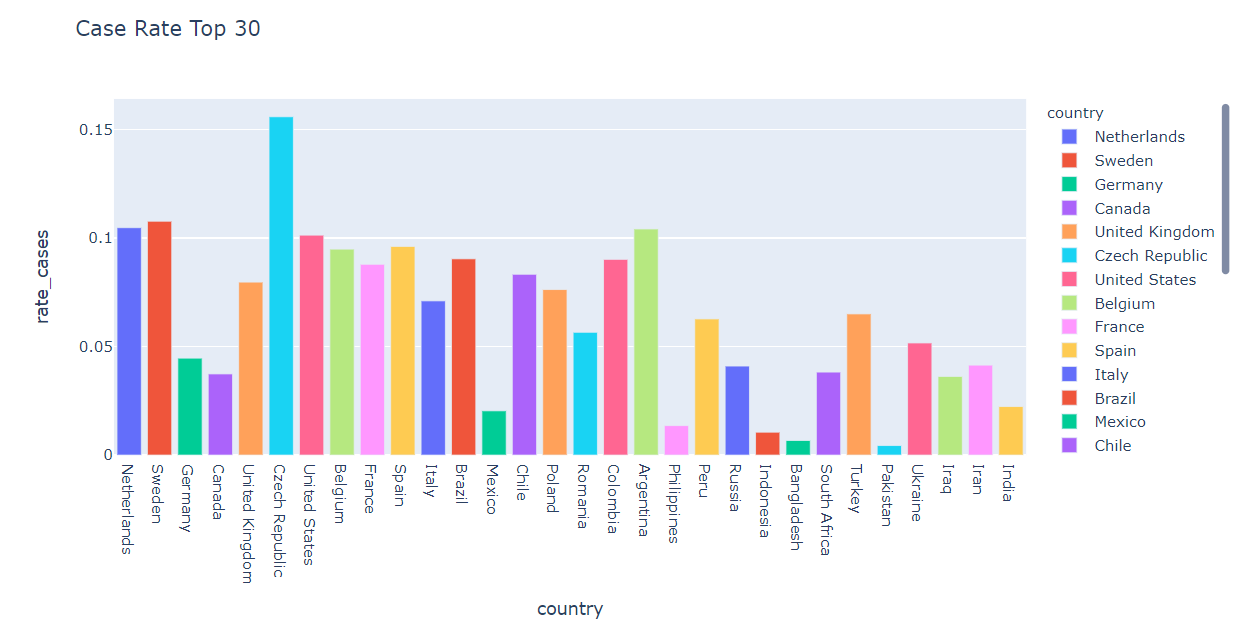 Case Rate Top 30
rate_cases
0.15
0.1
0.05
0
Netherlands
Sweden
Germany
Canada
United Kingdom
Czech Republic
United States
Belgium
France
Spain
Italy
Brazil
Mexico
Chile
Poland
Romania
Colombia
Argentina
Philippines
Peru
Russia
Indonesia
Bangladesh
South Africa
Turkey
Pakistan
Ukraine
Iraq
Iran
India
country
country
Netherlands
Sweden
Germany
Canada
United Kingdom
Czech Republic
United States
Belgium
France
Spain
Italy
Brazil
Mexico
Chile